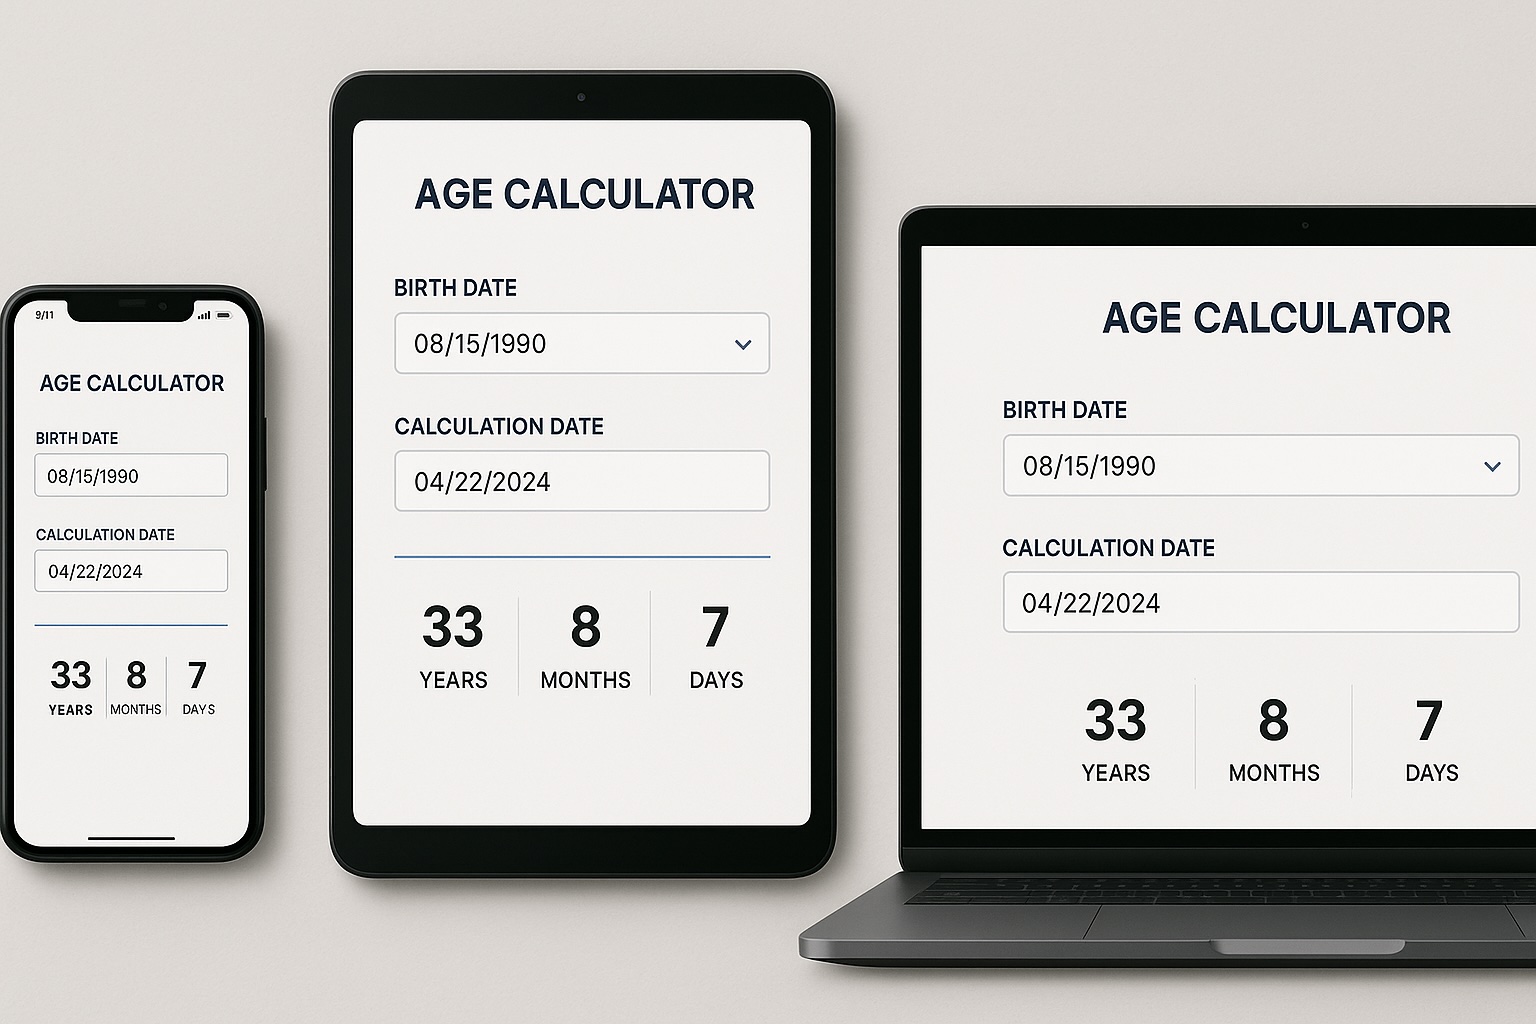 9/11
AGE CALCULATOR
BIRTH DATE
08/15/1990
CALCULATION DATE
04/22/2024
33 8 7
YEARS MONTHS DAYS
AGE CALCULATOR
BIRTH DATE
08/15/1990
CALCULATION DATE
04/22/2024
33 8 7
YEARS MONTHS DAYS
AGE CALCULATOR
BIRTH DATE
08/15/1990
CALCULATION DATE
04/22/2024
33 8 7
YEARS MONTHS DAYS